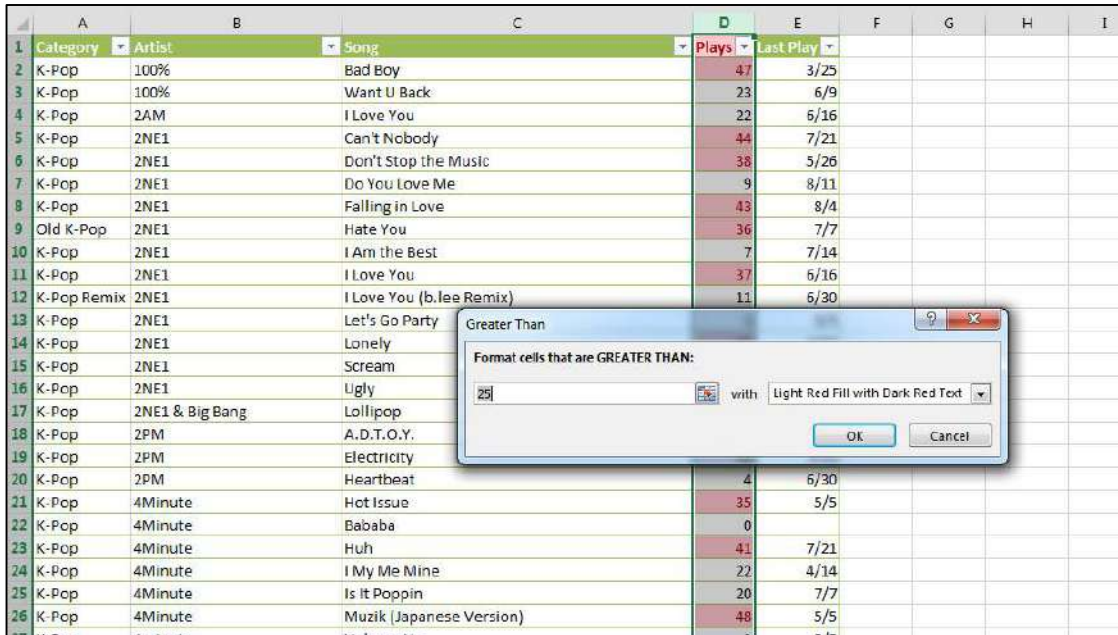 A B C D E F G H I
1 Category Artist Song Plays Last Play
2 K-Pop 100% Bad Boy 47 3/25
3 K-Pop 100% Want U Back 23 6/9
4 K-Pop 2AM I Love You 22 6/16
5 K-Pop 2NE1 Can't Nobody 44 7/21
6 K-Pop 2NE1 Don't Stop the Music 38 5/26
7 K-Pop 2NE1 Do You Love Me 9 8/11
8 K-Pop 2NE1 Falling in Love 43 8/4
9 Old K-Pop 2NE1 Hate You 36 7/7
10 K-Pop 2NE1 I Am the Best 7 7/14
11 K-Pop 2NE1 I Love You 37 6/16
12 K-Pop Remix 2NE1 I Love You (b.lee Remix) 11 6/30
13 K-Pop 2NE1 Let's Go Party
14 K-Pop 2NE1 Lonely
15 K-Pop 2NE1 Scream
16 K-Pop 2NE1 Ugly
17 K-Pop 2NE1 & Big Bang Lollipop
18 K-Pop 2PM A.D.T.O.Y.
19 K-Pop 2PM Electricity
Greater Than ?
Format cells that are GREATER THAN:
25 with Light Red Fill with Dark Red Text
OK Cancel
20 K-Pop 2PM Heartbeat 4 6/30
21 K-Pop 4Minute Hot Issue 35 5/5
22 K-Pop 4Minute Bababa 0
23 K-Pop 4Minute Huh 41 7/21
24 K-Pop 4Minute I My Me Mine 22 4/14
25 K-Pop 4Minute Is It Poppin 20 7/7
26 K-Pop 4Minute Muzik (Japanese Version) 48 5/5